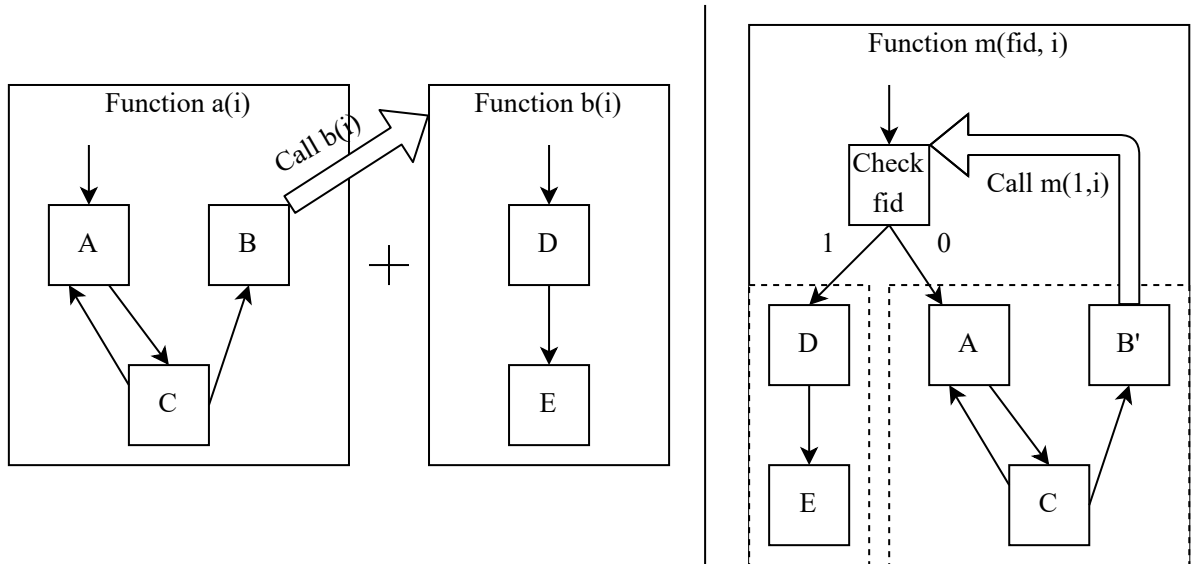 Function a(i)
Call b(i)
A
B
C
+
Function b(i)
D
E
Function m(fid, i)
Check
fid
Call m(1,i)
1
0
D
A
B'
E
C